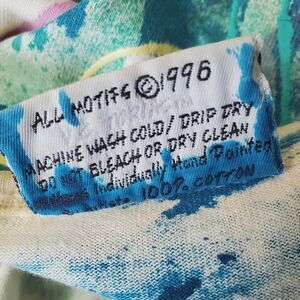 ALL MOTIFS © 1996
MACHINE WASH COLD/ DRIP DRY
DO NOT BLEACH OR DRY CLEAN
Individually Hand Painted
100% COTTON